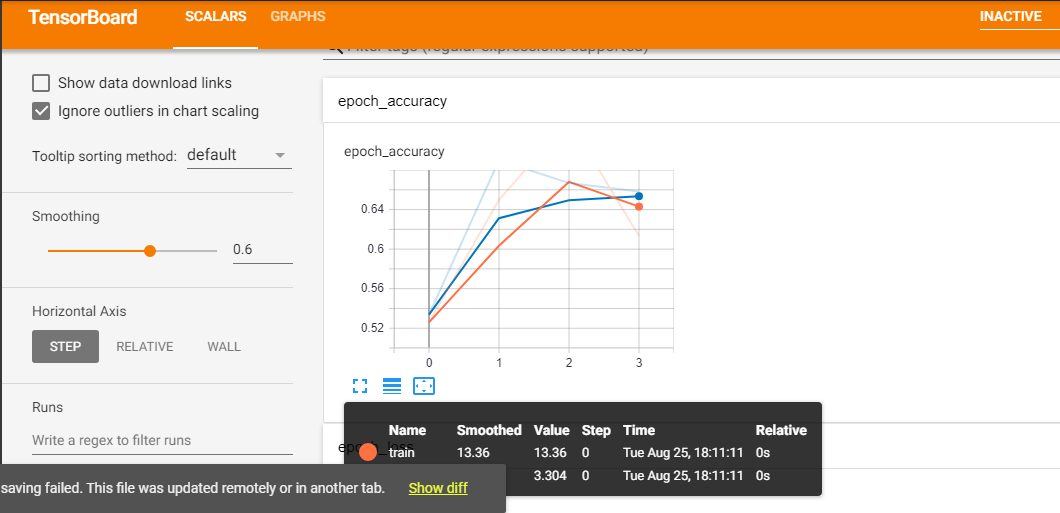 TensorBoard SCALARS GRAPHS INACTIVE
Filter tags (regular expressions supported)
Show data download links
Ignore outliers in chart scaling
Tooltip sorting method: default
Smoothing
0.6
Horizontal Axis
STEP RELATIVE WALL
Runs
Write a regex to filter runs
epoch_accuracy
epoch_accuracy
0.64
0.6
0.56
0.52
0 1 2 3
epoch_loss
Name Smoothed Value Step Time Relative
train 13.36 13.36 0 Tue Aug 25, 18:11:11 0s
3.304 0 Tue Aug 25, 18:11:11 0s
saving failed. This file was updated remotely or in another tab. Show diff